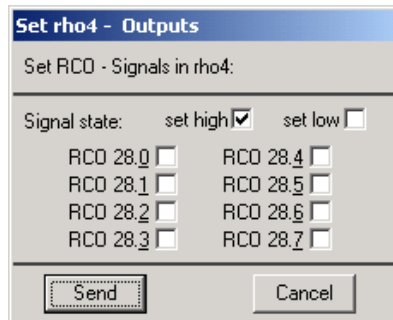 Set rho4 - Outputs
Set RCO - Signals in rho4:
Signal state: set high set low
RCO 28.0 RCO 28.4
RCO 28.1 RCO 28.5
RCO 28.2 RCO 28.6
RCO 28.3 RCO 28.7
Send Cancel